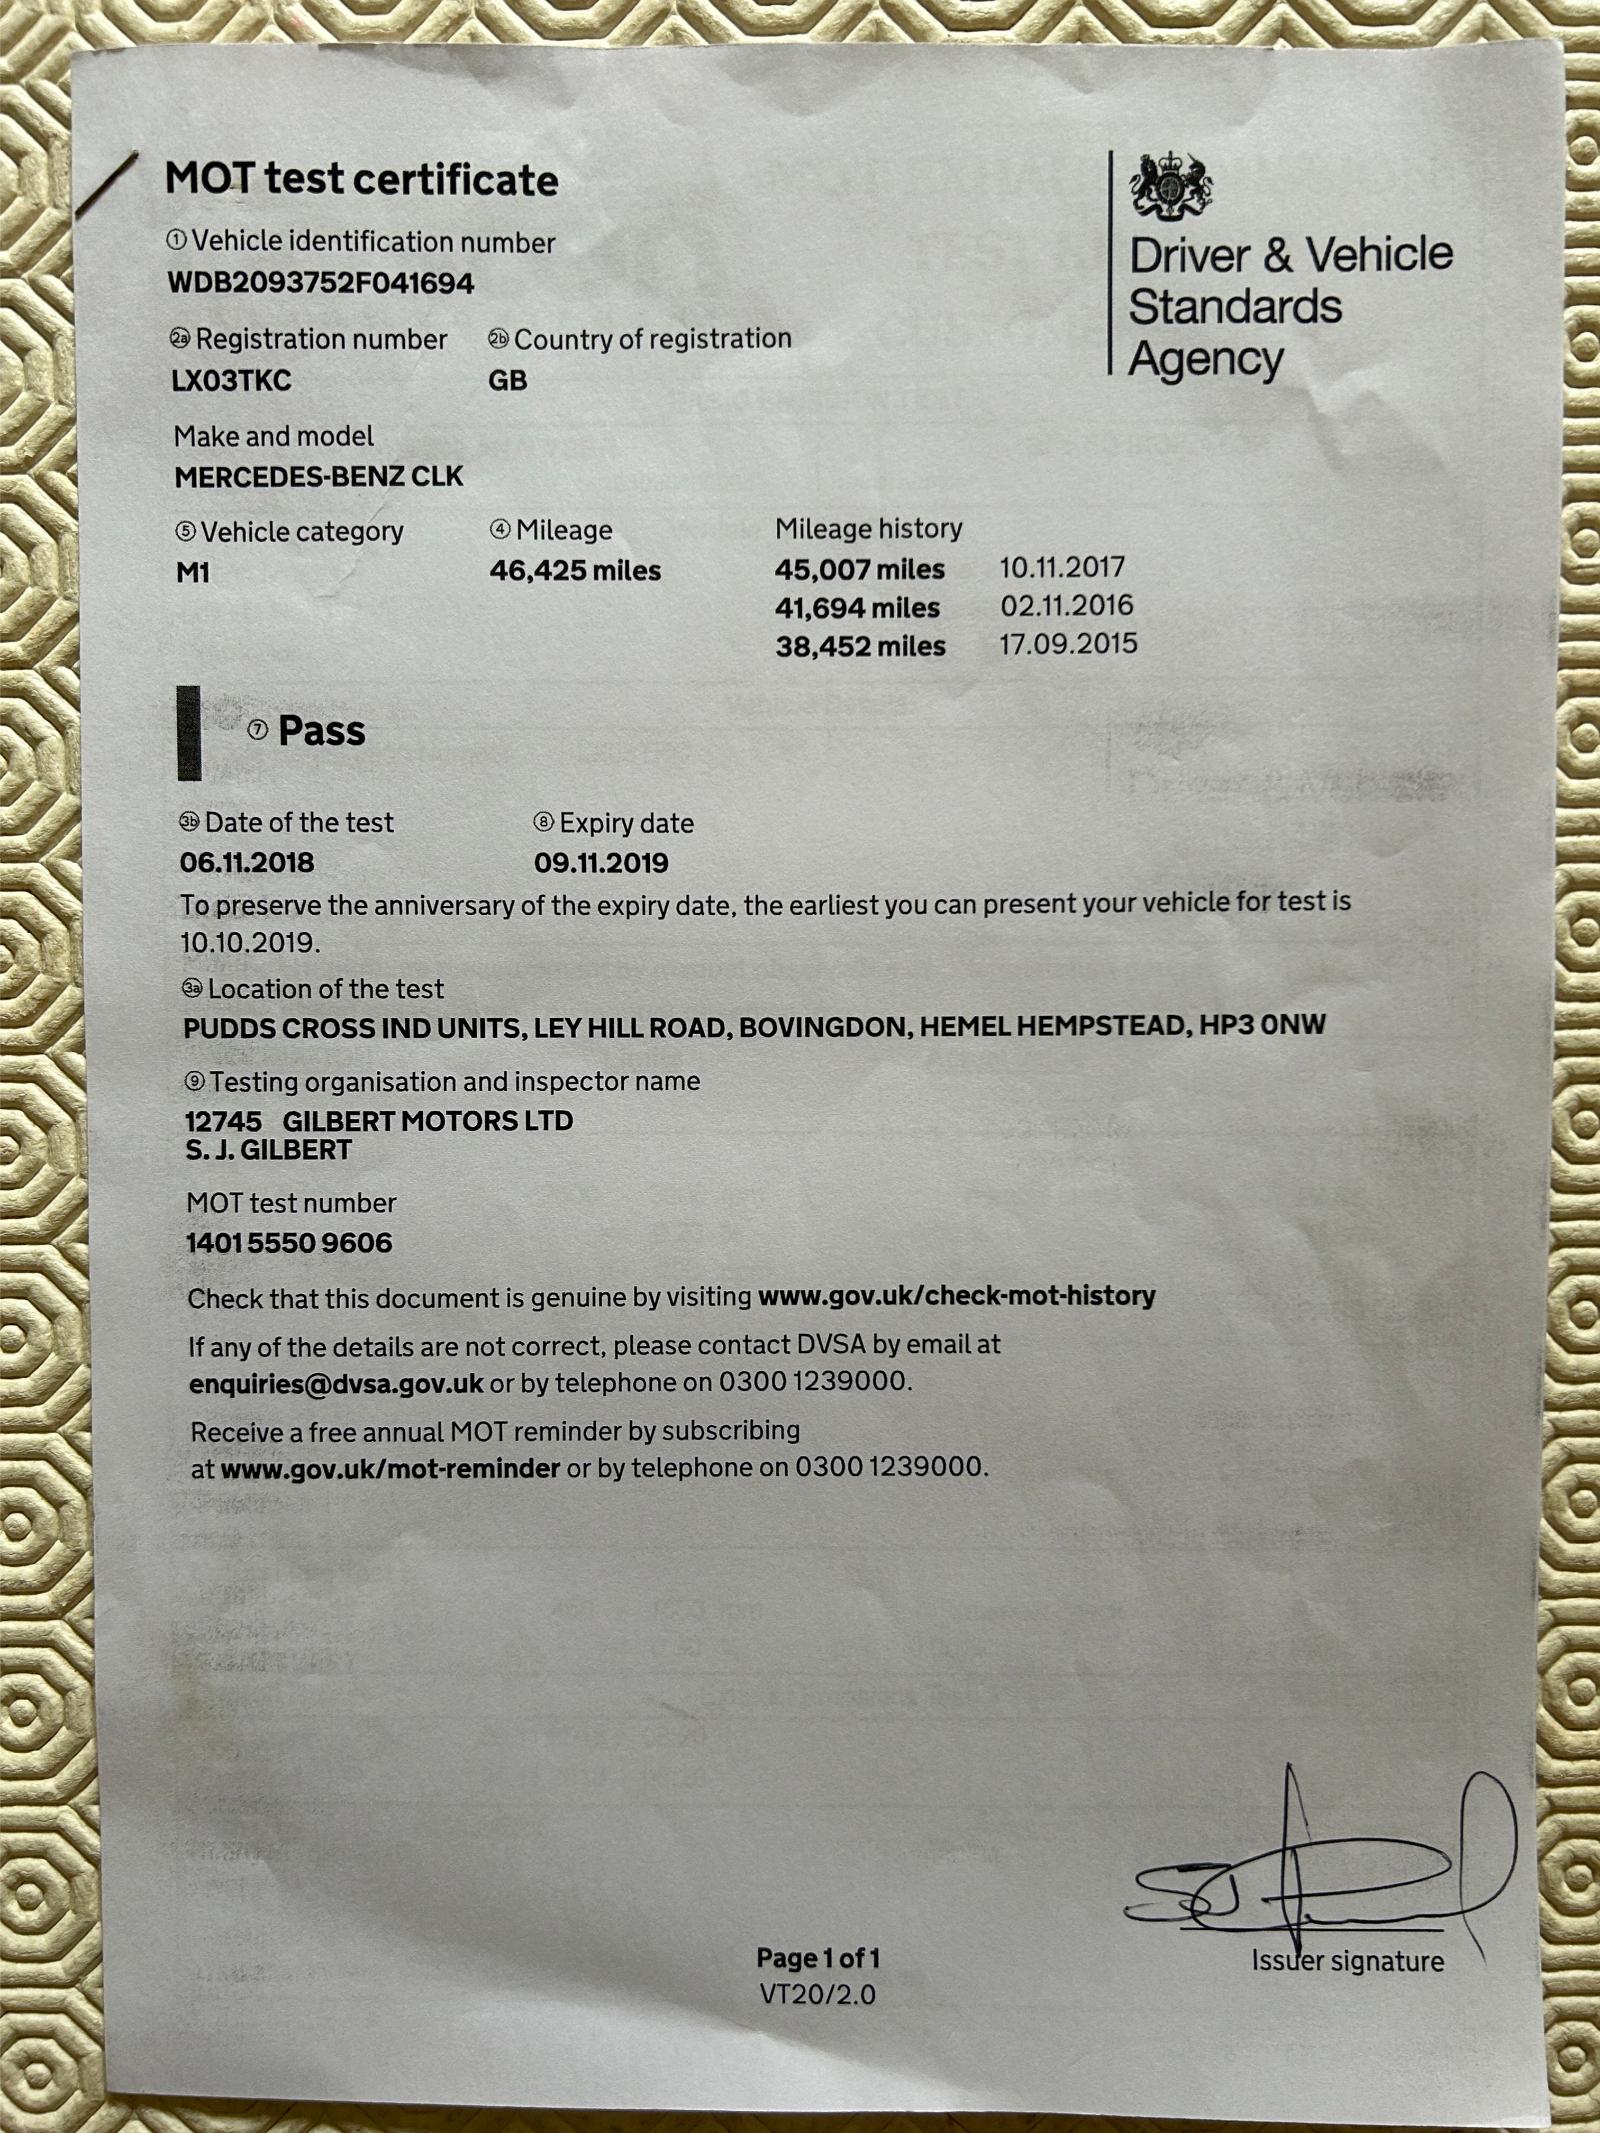 MOT test certificate
① Vehicle identification number
WDB2093752F041694
2a Registration number 2b Country of registration
LX03TKC GB
Make and model
MERCEDES-BENZ CLK
⑤ Vehicle category ④ Mileage Mileage history
M1 46,425 miles 45,007 miles 10.11.2017
41,694 miles 02.11.2016
38,452 miles 17.09.2015
Driver & Vehicle
Standards
Agency
⑦ Pass
3b Date of the test ⑧ Expiry date
06.11.2018 09.11.2019
To preserve the anniversary of the expiry date, the earliest you can present your vehicle for test is
10.10.2019.
3a Location of the test
PUDDS CROSS IND UNITS, LEY HILL ROAD, BOVINGDON, HEMEL HEMPSTEAD, HP3 0NW
⑨ Testing organisation and inspector name
12745 GILBERT MOTORS LTD
S. J. GILBERT
MOT test number
1401 5550 9606
Check that this document is genuine by visiting www.gov.uk/check-mot-history
If any of the details are not correct, please contact DVSA by email at
enquiries@dvsa.gov.uk or by telephone on 0300 1239000.
Receive a free annual MOT reminder by subscribing
at www.gov.uk/mot-reminder or by telephone on 0300 1239000.
Issuer signature
Page 1 of 1
VT20/2.0